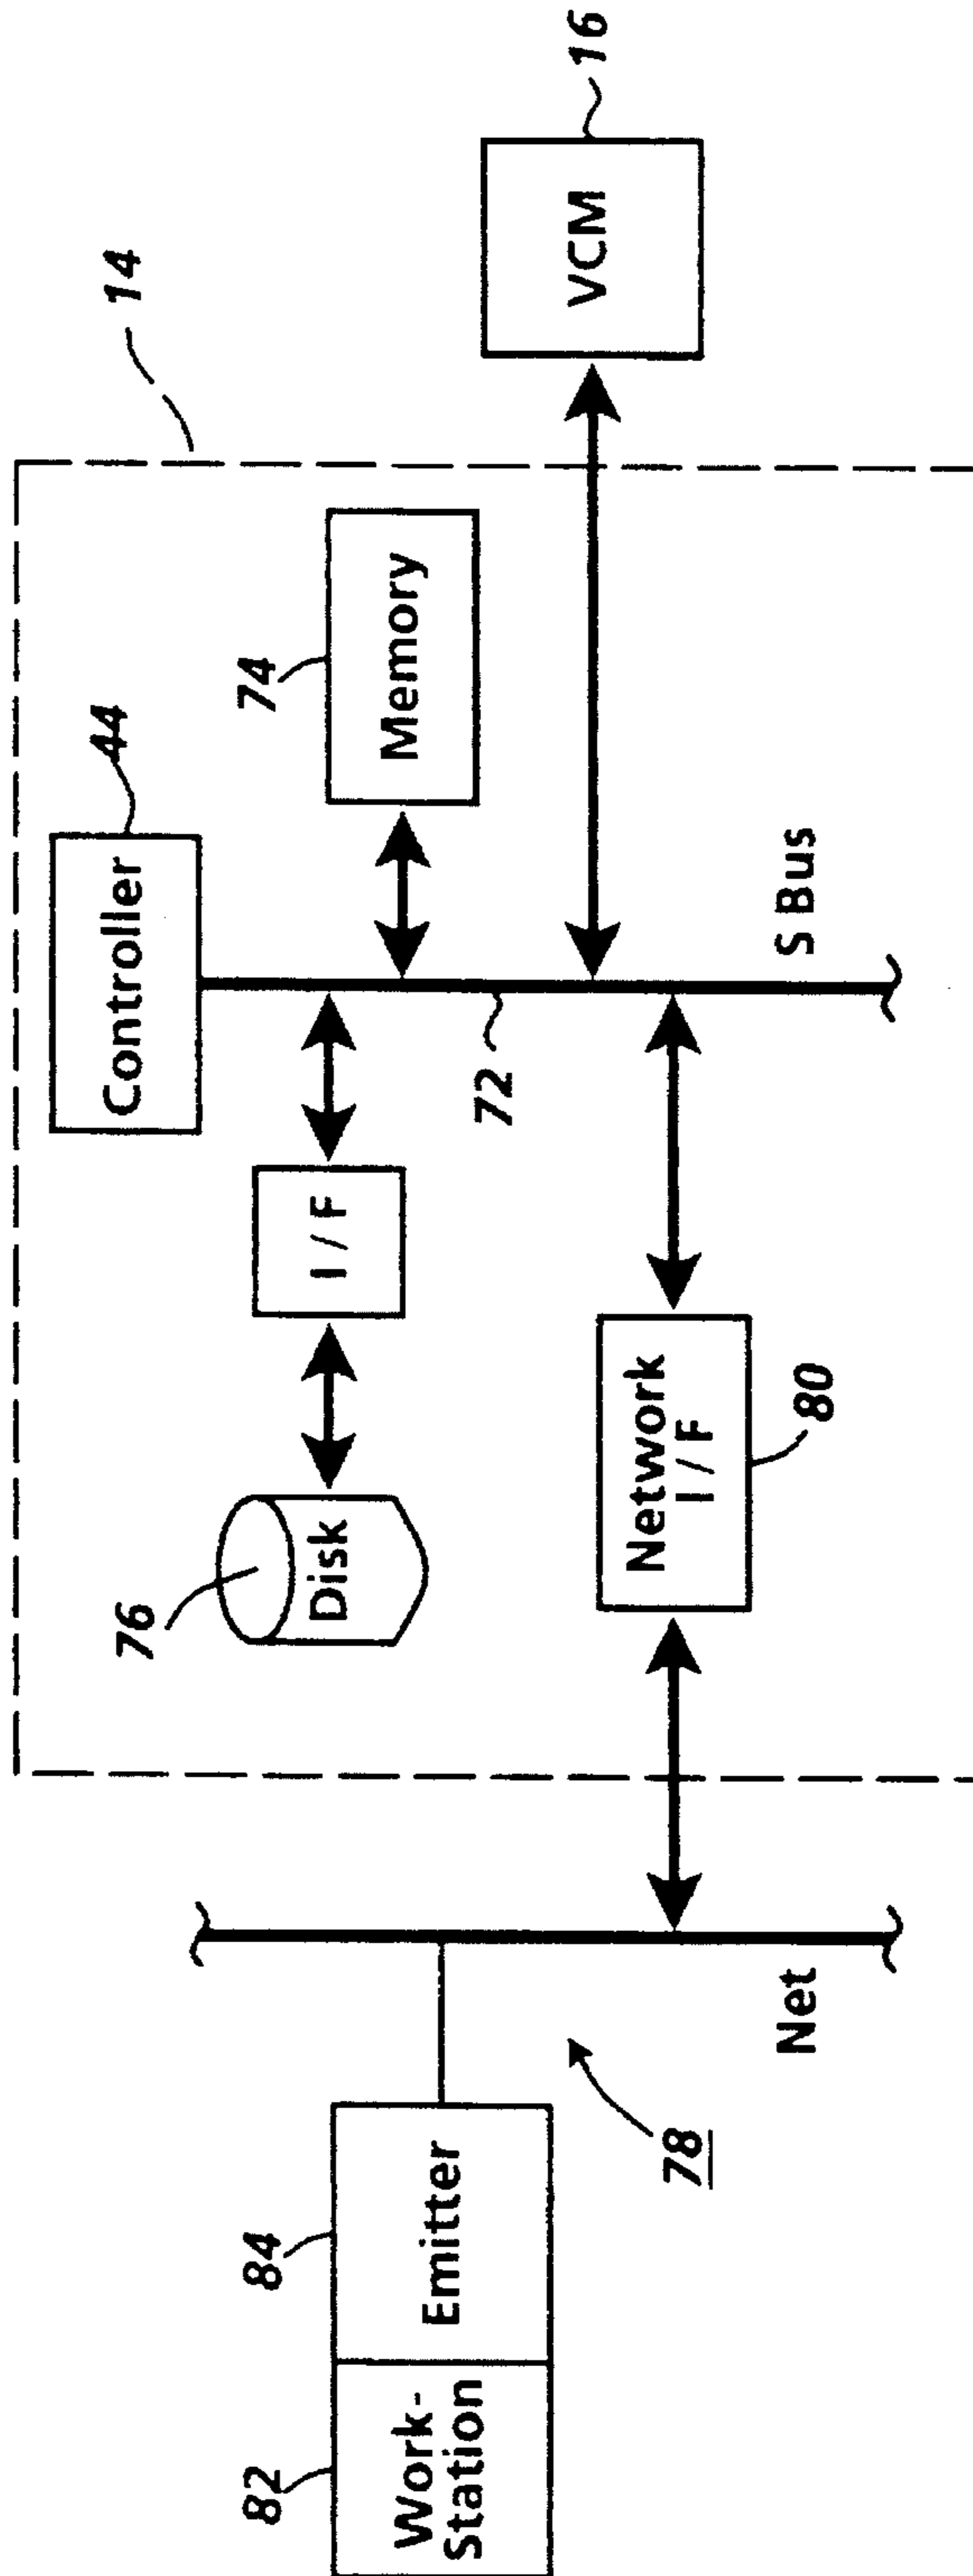 14
44
Controller
74
Memory
VCM
16
76
Disk
I / F
72
S Bus
Network
I / F
80
82
84
Work-
Station
Emitter
78
Net